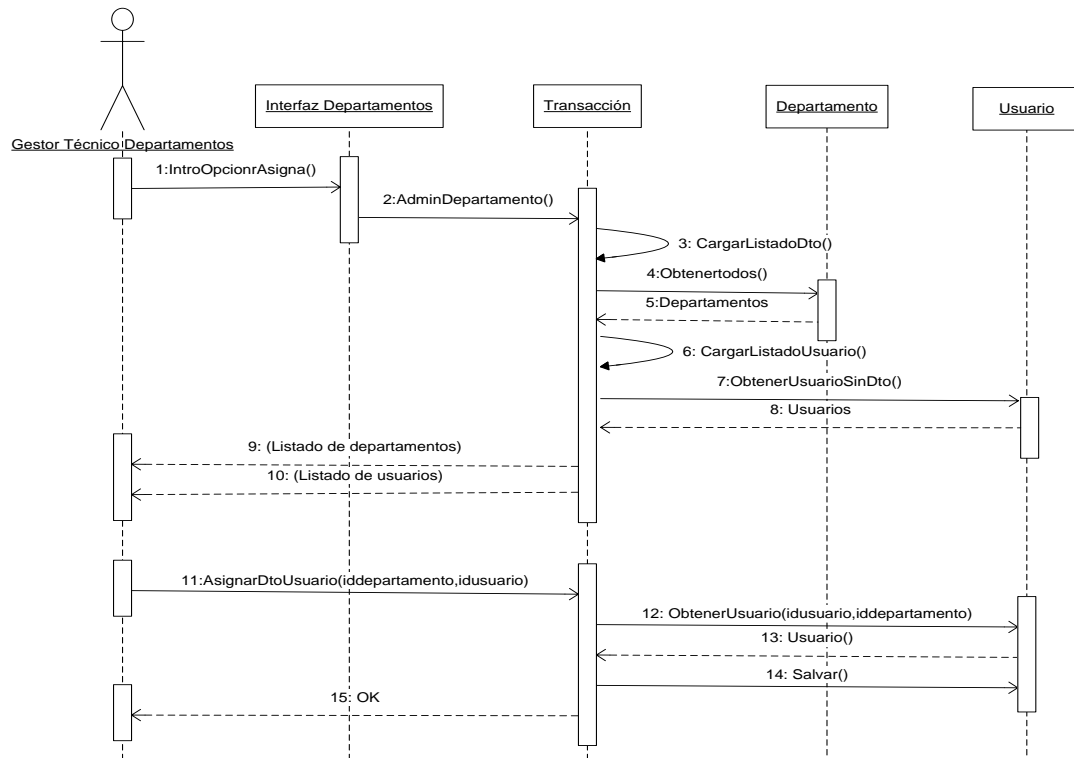 Interfaz Departamentos
Transacción
Departamento
Usuario
Gestor Técnico Departamentos
1:IntroOpcionrAsigna()
2:AdminDepartamento()
3: CargarListadoDto()
4:Obtenertodos()
5:Departamentos
6: CargarListadoUsuario()
7:ObtenerUsuarioSinDto()
8: Usuarios
9: (Listado de departamentos)
10: (Listado de usuarios)
11:AsignarDtoUsuario(iddepartamento,idusuario)
12: ObtenerUsuario(idusuario,iddepartamento)
13: Usuario()
14: Salvar()
15: OK